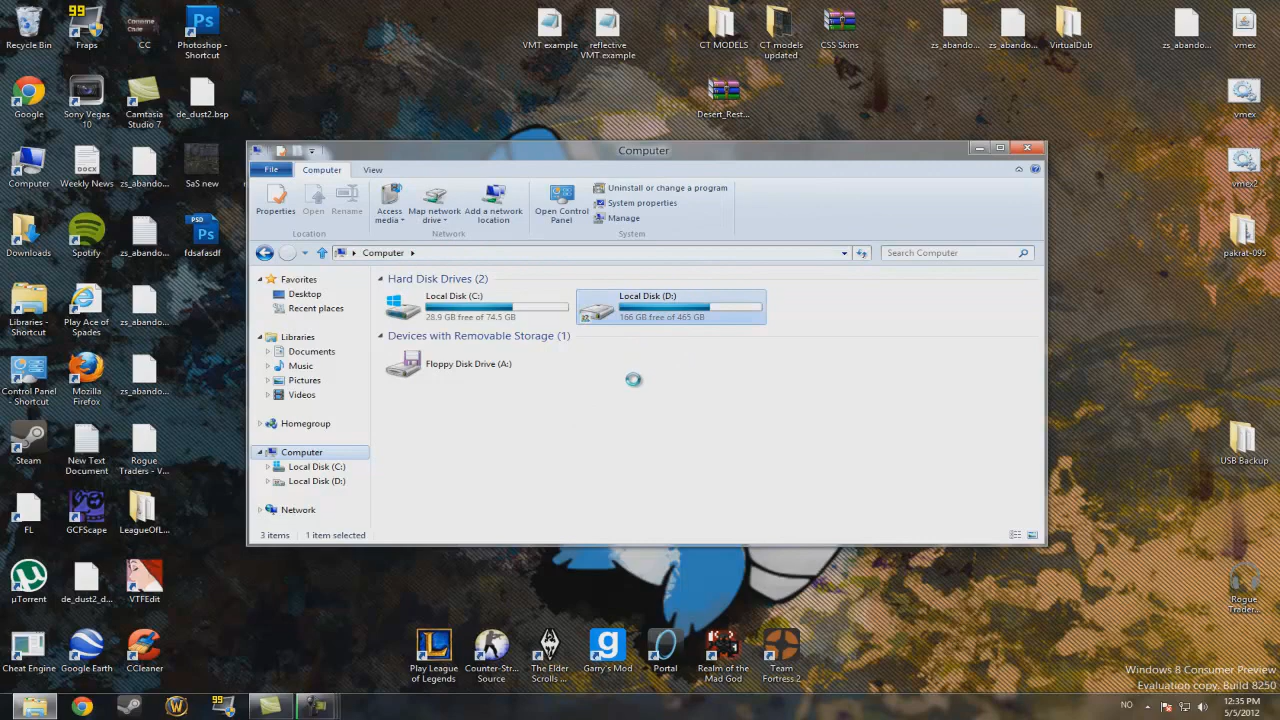 99
Recycle Bin
Fraps
CC
Photoshop -
Shortcut
VMT example
reflective
VMT.example
CT MODELS
CT models
updated
CSS Skins
zs_abando...
zs_abando...
VirtualDub
zs_abando...
vmex
Google
Sony Vegas
10
Camtasia
Studio 7
de_dust2.bsp
Desert_Rest...
vmex
Computer
Weekly News
zs_abando...
SaS new
vmex2
Downloads
Spotify
zs_abando...
fdsafasdf
pakrat-095
Libraries -
Shortcut
Play Ace of
Spades
zs_abando...
Control Panel
- Shortcut
Mozilla
Firefox
zs_abando...
Steam
New Text
Document
Rogue
Traders - V...
USB Backup
FL
GCFScape
LeagueOfL...
µTorrent
de_dust2_d...
VTFEdit
Rogue
Trader...
Cheat Engine
Google Earth
CCleaner
Play League
of Legends
Counter-Str...
Source
The Elder
Scrolls ...
Garry's Mod
Portal
Realm of the
Mad God
Team
Fortress 2
Computer
File
Computer
View
Properties
Open
Rename
Access
media
Map network
drive
Add a network
location
Open Control
Panel
Uninstall or change a program
System properties
Manage
Location
Network
System
Computer
Search Computer
Favorites
Desktop
Recent places
Libraries
Documents
Music
Pictures
Videos
Homegroup
Computer
Local Disk (C:)
Local Disk (D:)
Network
Hard Disk Drives (2)
Local Disk (C:)
28.9 GB free of 74.5 GB
Local Disk (D:)
166 GB free of 465 GB
Devices with Removable Storage (1)
Floppy Disk Drive (A:)
3 items
1 item selected
Windows 8 Consumer Preview
Evaluation copy. Build 8250
99
NO
12:35 PM
5/5/2012